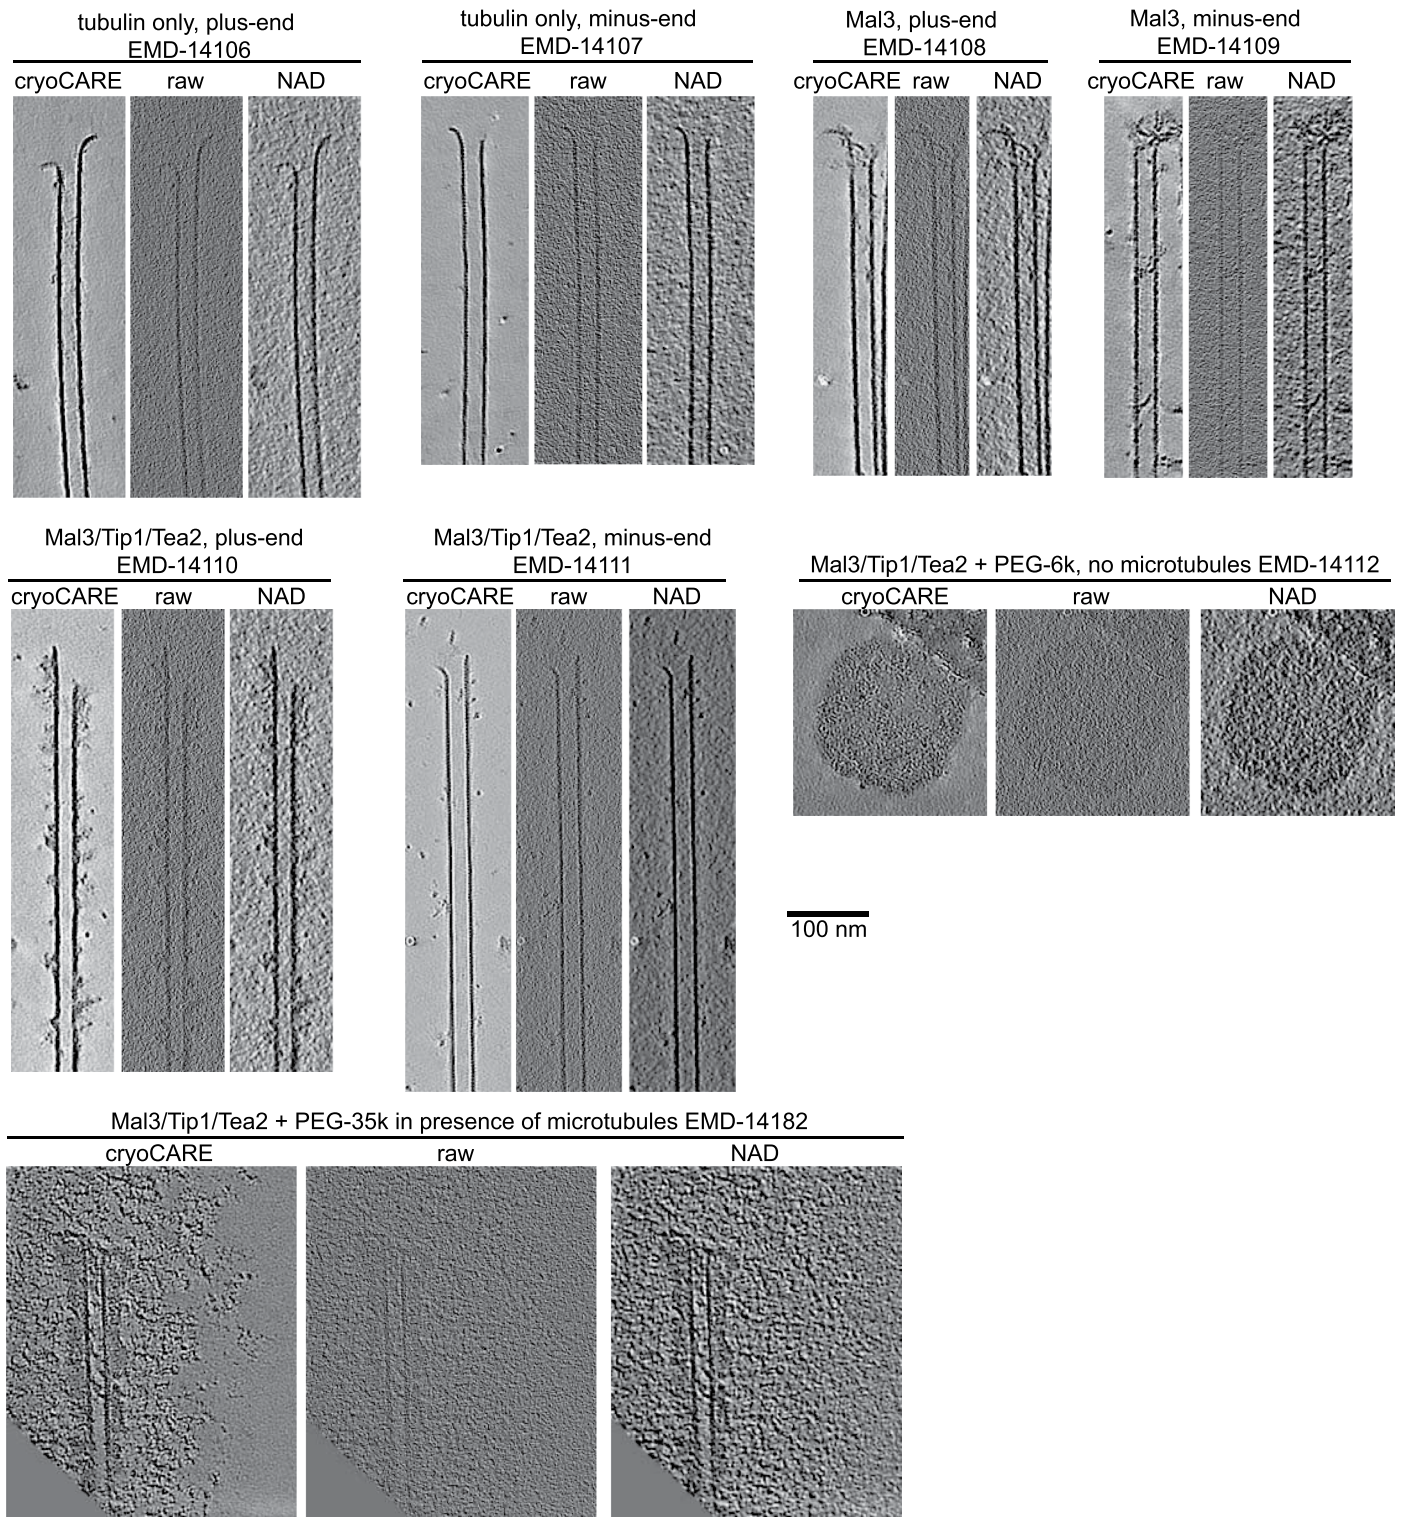 tubulin only, plus-end
EMD-14106
cryoCARE raw NAD
tubulin only, minus-end
EMD-14107
cryoCARE raw NAD
Mal3, plus-end
EMD-14108
cryoCARE raw NAD
Mal3, minus-end
EMD-14109
cryoCARE raw NAD
Mal3/Tip1/Tea2, plus-end
EMD-14110
cryoCARE raw NAD
Mal3/Tip1/Tea2, minus-end
EMD-14111
cryoCARE raw NAD
Mal3/Tip1/Tea2 + PEG-6k, no microtubules EMD-14112
cryoCARE raw NAD
100 nm
Mal3/Tip1/Tea2 + PEG-35k in presence of microtubules EMD-14182
cryoCARE raw NAD